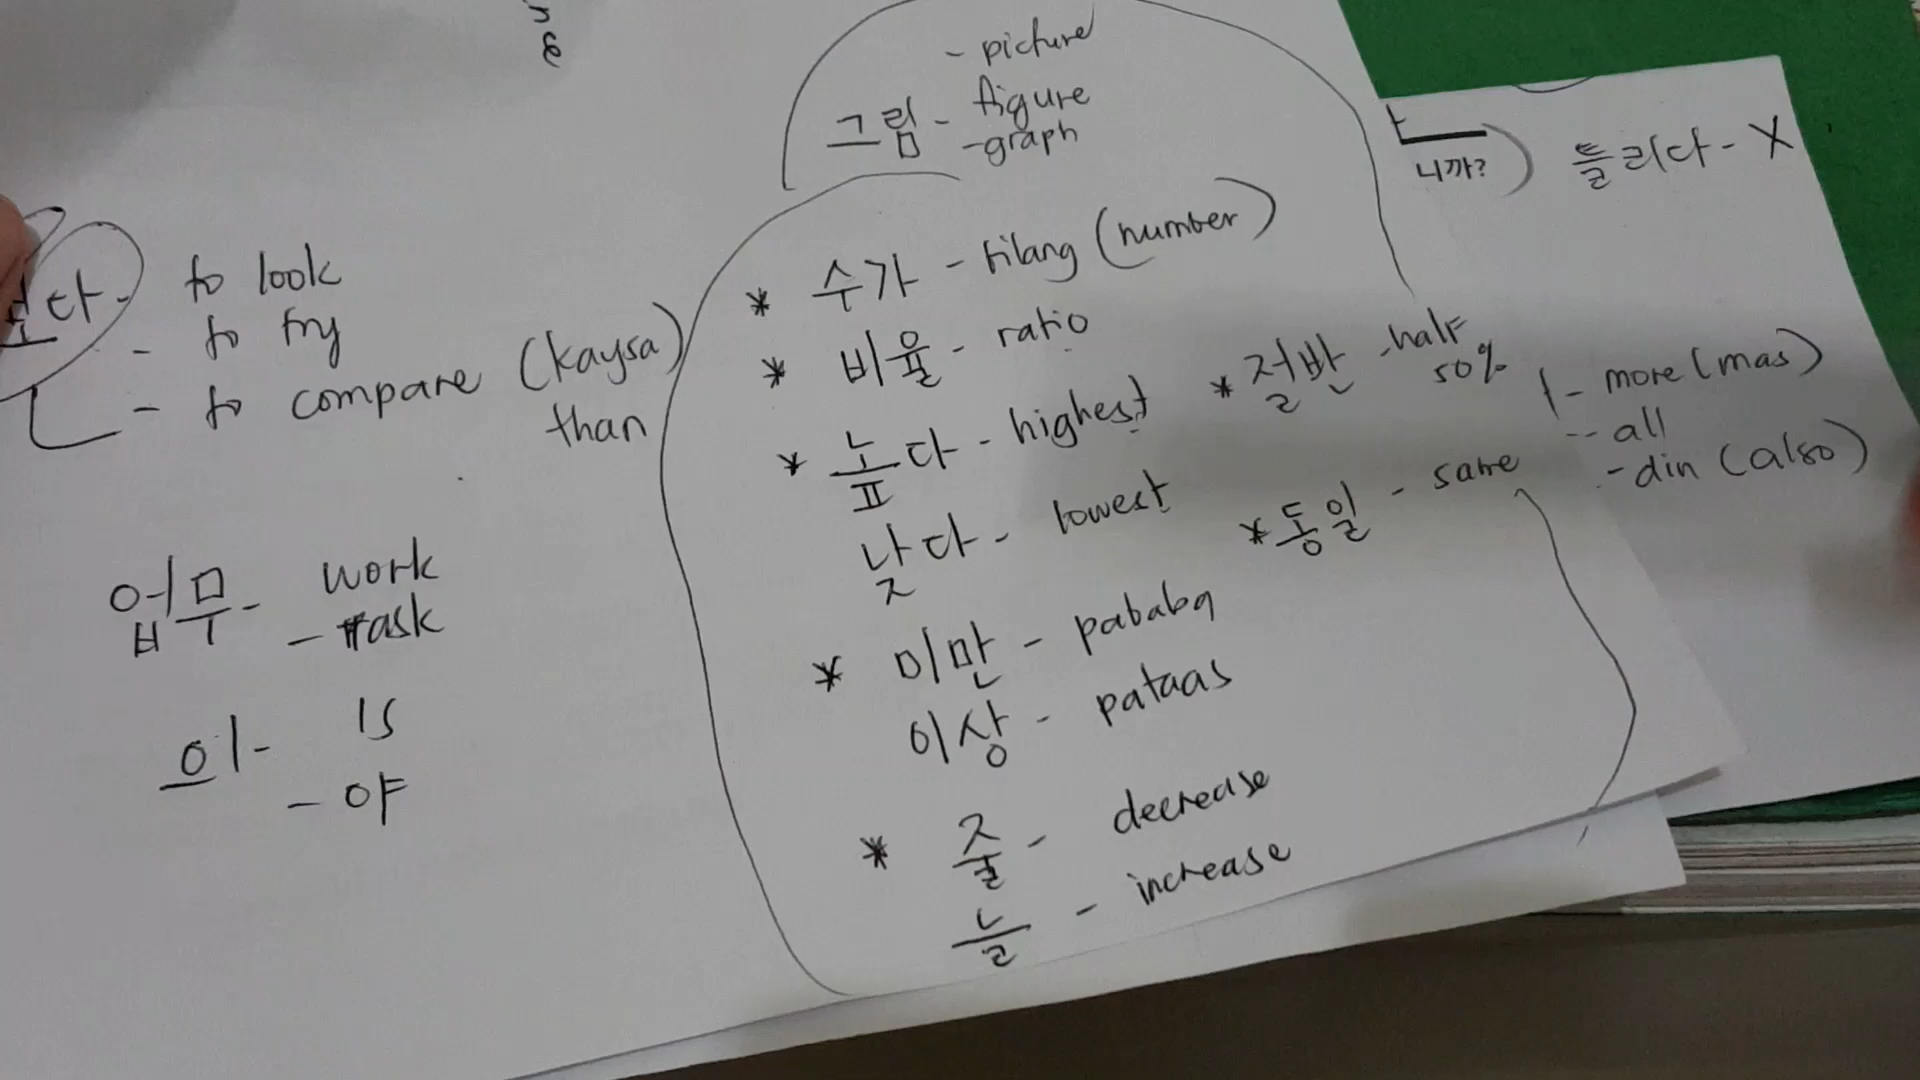 그림 - picture
- figure
- graph
니까?
틀리다 - X
보다 - to look
- to try
- to compare (kaysa)
than
업무 - work
- task
이 - is
- 야
* 수가 - bilang (number)
* 비율 - ratio
* 높다 - highest
낮다 - lowest
* 절반 - half
50%
* 동일 - same
- more (mas)
- all
- din (also)
* 미만 - pababa
이상 - pataas
* 줄 - decrease
늘 - increase